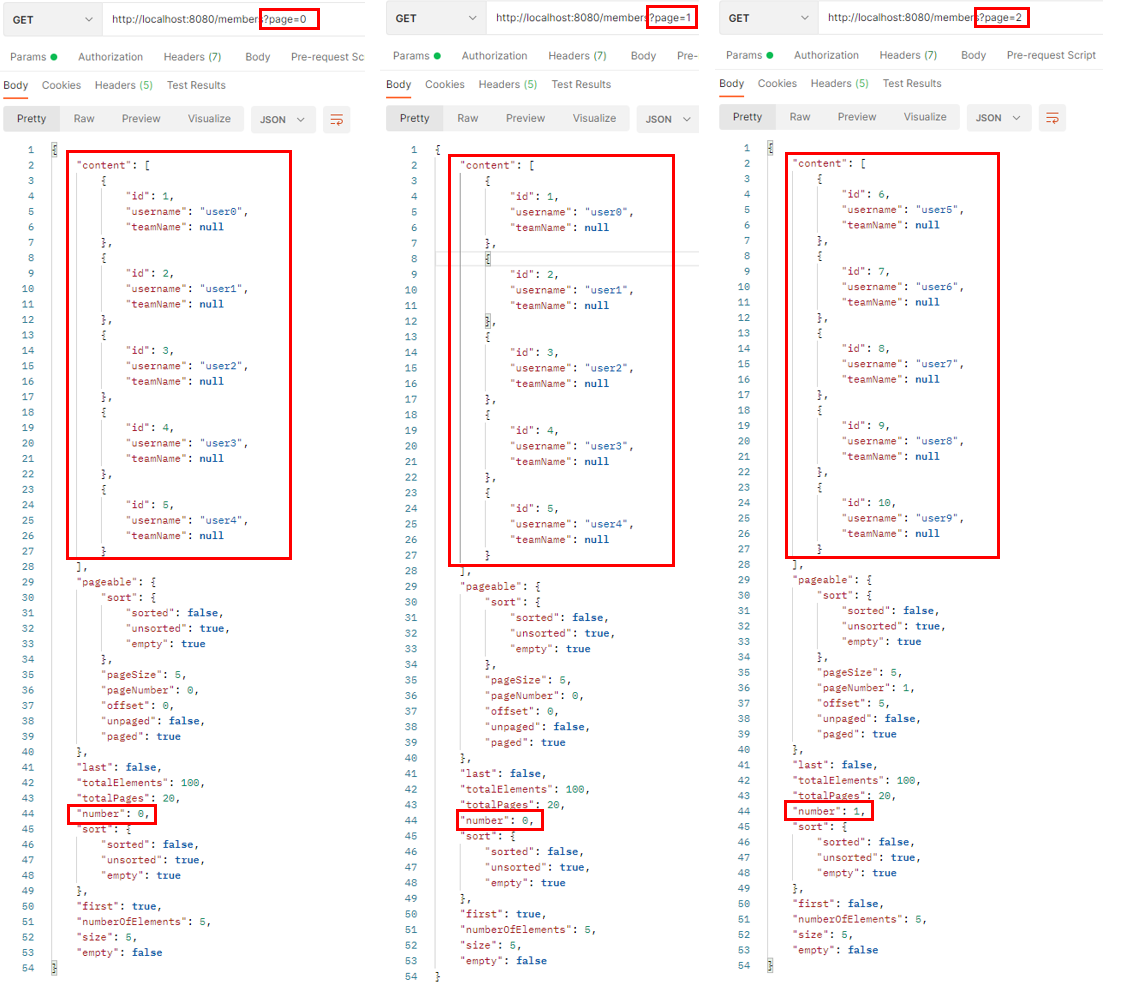 GET http://localhost:8080/members?page=0
Params Authorization Headers (7) Body Pre-request Sc
Body Cookies Headers (5) Test Results
Pretty Raw Preview Visualize JSON
1 {
2 "content": [
3 {
4 "id": 1,
5 "username": "user0",
6 "teamName": null
7 },
8 {
9 "id": 2,
10 "username": "user1",
11 "teamName": null
12 },
13 {
14 "id": 3,
15 "username": "user2",
16 "teamName": null
17 },
18 {
19 "id": 4,
20 "username": "user3",
21 "teamName": null
22 },
23 {
24 "id": 5,
25 "username": "user4",
26 "teamName": null
27 }
28 ],
29 "pageable": {
30 "sort": {
31 "sorted": false,
32 "unsorted": true,
33 "empty": true
34 },
35 "pageSize": 5,
36 "pageNumber": 0,
37 "offset": 0,
38 "unpaged": false,
39 "paged": true
40 },
41 "last": false,
42 "totalElements": 100,
43 "totalPages": 20,
44 "number": 0,
45 "sort": {
46 "sorted": false,
47 "unsorted": true,
48 "empty": true
49 },
50 "first": true,
51 "numberOfElements": 5,
52 "size": 5,
53 "empty": false
54 }
GET http://localhost:8080/members?page=1
Params Authorization Headers (7) Body Pre-
Body Cookies Headers (5) Test Results
Pretty Raw Preview Visualize JSON
1 {
2 "content": [
3 {
4 "id": 1,
5 "username": "user0",
6 "teamName": null
7 },
8 {
9 "id": 2,
10 "username": "user1",
11 "teamName": null
12 },
13 {
14 "id": 3,
15 "username": "user2",
16 "teamName": null
17 },
18 {
19 "id": 4,
20 "username": "user3",
21 "teamName": null
22 },
23 {
24 "id": 5,
25 "username": "user4",
26 "teamName": null
27 }
28 ],
29 "pageable": {
30 "sort": {
31 "sorted": false,
32 "unsorted": true,
33 "empty": true
34 },
35 "pageSize": 5,
36 "pageNumber": 0,
37 "offset": 0,
38 "unpaged": false,
39 "paged": true
40 },
41 "last": false,
42 "totalElements": 100,
43 "totalPages": 20,
44 "number": 0,
45 "sort": {
46 "sorted": false,
47 "unsorted": true,
48 "empty": true
49 },
50 "first": true,
51 "numberOfElements": 5,
52 "size": 5,
53 "empty": false
54 }
GET http://localhost:8080/members?page=2
Params Authorization Headers (7) Body Pre-request Script
Body Cookies Headers (5) Test Results
Pretty Raw Preview Visualize JSON
1 {
2 "content": [
3 {
4 "id": 6,
5 "username": "user5",
6 "teamName": null
7 },
8 {
9 "id": 7,
10 "username": "user6",
11 "teamName": null
12 },
13 {
14 "id": 8,
15 "username": "user7",
16 "teamName": null
17 },
18 {
19 "id": 9,
20 "username": "user8",
21 "teamName": null
22 },
23 {
24 "id": 10,
25 "username": "user9",
26 "teamName": null
27 }
28 ],
29 "pageable": {
30 "sort": {
31 "sorted": false,
32 "unsorted": true,
33 "empty": true
34 },
35 "pageSize": 5,
36 "pageNumber": 1,
37 "offset": 5,
38 "unpaged": false,
39 "paged": true
40 },
41 "last": false,
42 "totalElements": 100,
43 "totalPages": 20,
44 "number": 1,
45 "sort": {
46 "sorted": false,
47 "unsorted": true,
48 "empty": true
49 },
50 "first": false,
51 "numberOfElements": 5,
52 "size": 5,
53 "empty": false
54 }